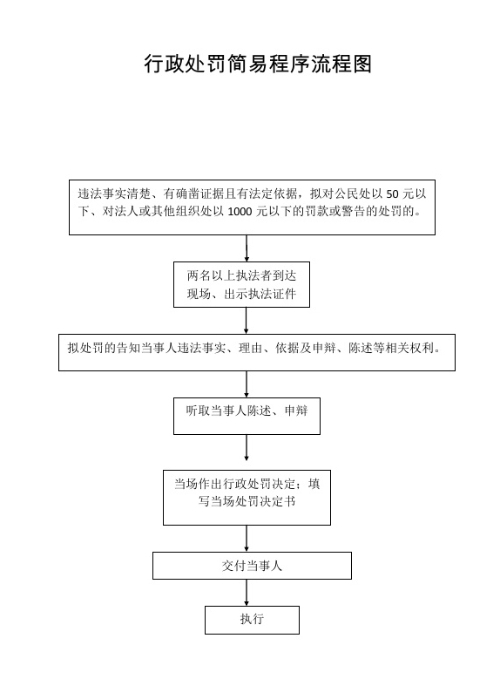 行政处罚简易程序流程图
违法事实清楚、有确凿证据且有法定依据，拟对公民处以 50 元以
下、对法人或其他组织处以 1000 元以下的罚款或警告的处罚的。
两名以上执法者到达
现场、出示执法证件
拟处罚的告知当事人违法事实、理由、依据及申辩、陈述等相关权利。
听取当事人陈述、申辩
当场作出行政处罚决定；填
写当场处罚决定书
交付当事人
执行